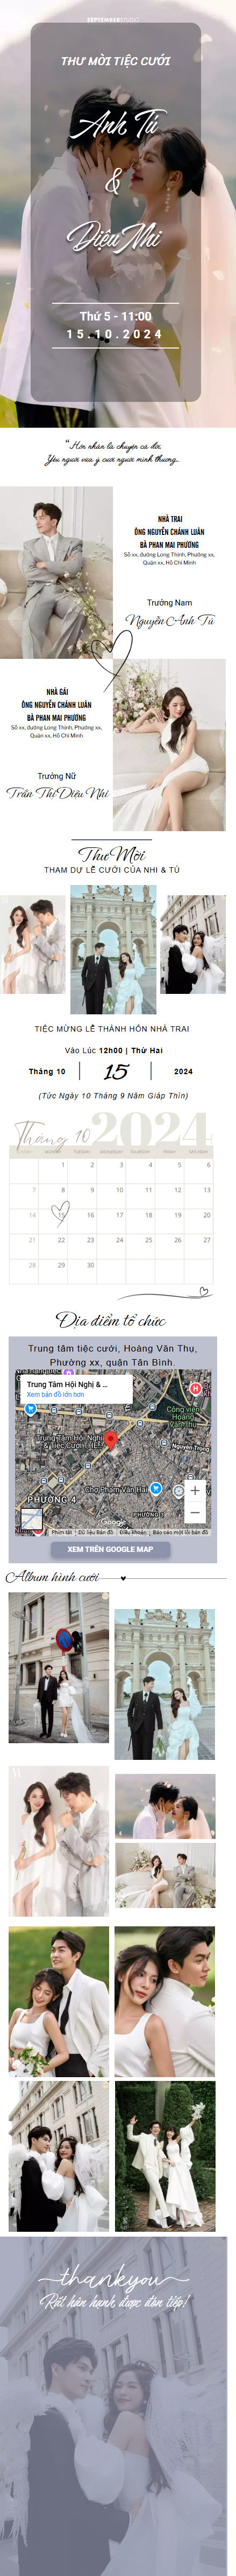 SEPTEMBERSTUDIO
THƯ MỜI TIỆC CƯỚI
Anh Tú
&
Diệu Nhi
Thứ 5 - 11:00
15.10.2024
“Hôn nhân là chuyện cả đời,
Yêu người vừa ý cưới người mình thương...
NHÀ TRAI
ÔNG NGUYỄN CHÁNH LUÂN
BÀ PHAN MAI PHƯƠNG
Số xx, đường Long Thịnh, Phường xx,
Quận xx, Hồ Chí Minh
Trưởng Nam
Nguyễn Anh Tú
NHÀ GÁI
ÔNG NGUYỄN CHÁNH LUÂN
BÀ PHAN MAI PHƯƠNG
Số xx, đường Long Thịnh, Phường xx,
Quận xx, Hồ Chí Minh
Trưởng Nữ
Trần Thị Diệu Nhi
Thư Mời
THAM DỰ LỄ CƯỚI CỦA NHI & TÚ
TIỆC MỪNG LỄ THÀNH HÔN NHÀ TRAI
Vào Lúc 12h00 | Thứ Hai
Tháng 10 15 2024
(Tức Ngày 10 Tháng 9 Năm Giáp Thìn)
2024
Tháng 10
SUNDAY MONDAY TUESDAY WEDNESDAY THURSDAY FRIDAY SATURDAY
1 2 3 4 5 6
7 8 9 10 11 12 13
14 15 16 17 18 19 20
21 22 23 24 25 26 27
28 29 30
Địa điểm tổ chức
Trung tâm tiệc cưới, Hoàng Văn Thụ,
Phường xx, quận Tân Bình.
Trung Tâm Hội Nghị & ...
Xem bản đồ lớn hơn
Công viên
Hoàng
Văn Thụ
Trung Tâm Hội Nghị
& Tiệc Cưới THE
Nguyễn Trọng
Chợ Phạm Văn Hai
PHƯỜNG 4
PHƯỜNG 3
Google
Phím tắt Dữ liệu Bản đồ Điều khoản Báo cáo một lỗi bản đồ
XEM TRÊN GOOGLE MAP
Album hình cưới
thankyou
Rất hân hạnh được đón tiếp!